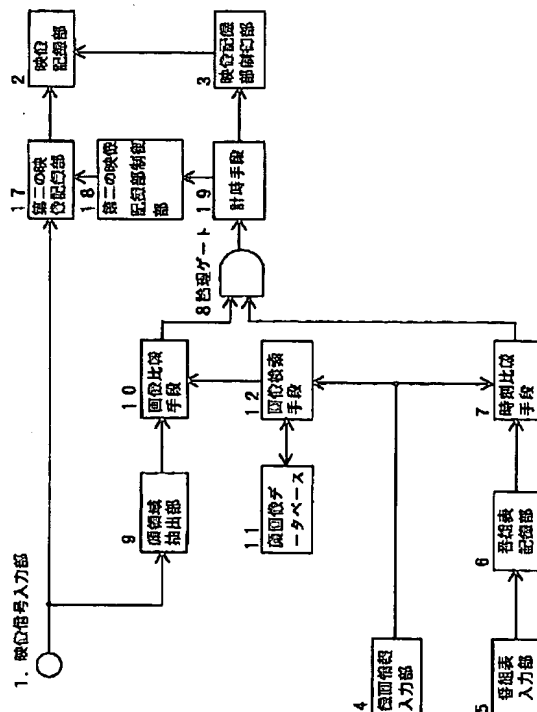 1. 映像信号入力部
17
第二の映
像記録部
2
映像
記録部
18
第二の映像
記録部制御
部
3
映像記録
部制御部
19
計時手段
8 論理ゲート
10
画像比較
手段
9
顔領域
抽出部
12
画像検索
手段
11
顔画像デ
ータベース
4
入力部
7
時刻比較
手段
6
番組表
記録部
5
番組表
入力部